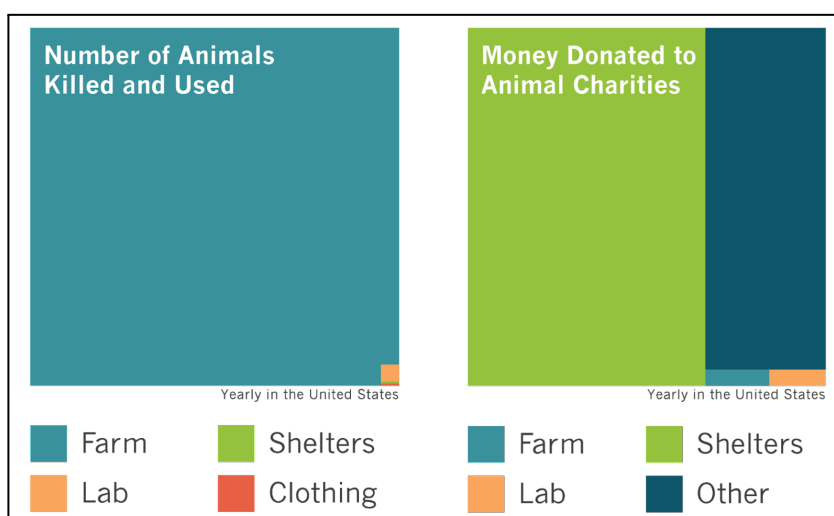 Number of Animals
Killed and Used
Yearly in the United States
Farm
Shelters
Lab
Clothing
Money Donated to
Animal Charities
Yearly in the United States
Farm
Shelters
Lab
Other